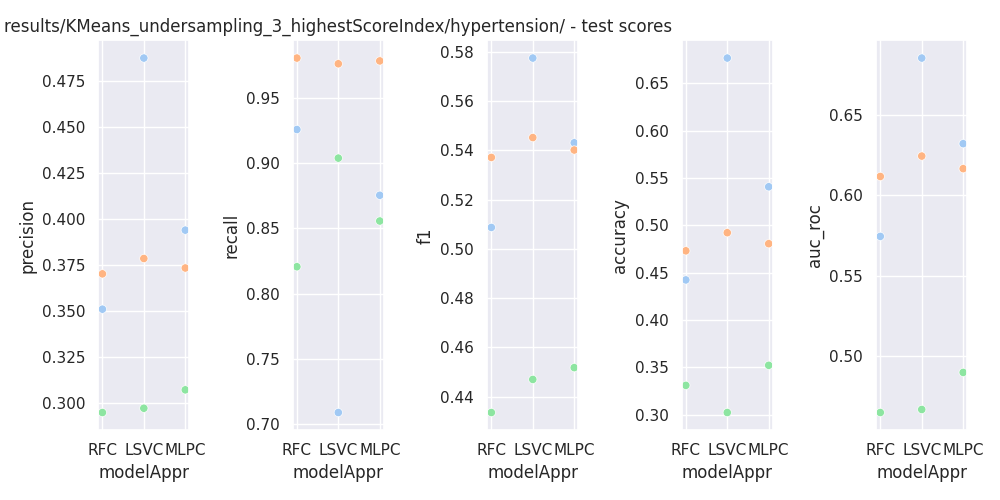 results/KMeans_undersampling_3_highestScoreIndex/hypertension/ - test scores
precision
0.475
0.450
0.425
0.400
0.375
0.350
0.325
0.300
RFC LSVC MLPC
modelAppr
recall
0.95
0.90
0.85
0.80
0.75
0.70
RFC LSVC MLPC
modelAppr
f1
0.58
0.56
0.54
0.52
0.50
0.48
0.46
0.44
RFC LSVC MLPC
modelAppr
accuracy
0.65
0.60
0.55
0.50
0.45
0.40
0.35
0.30
RFC LSVC MLPC
modelAppr
auc_roc
0.65
0.60
0.55
0.50
RFC LSVC MLPC
modelAppr